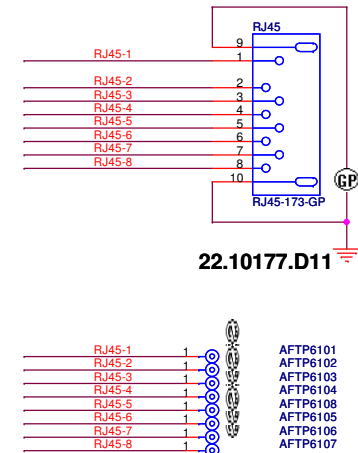 RJ45
9
RJ45-1 1
RJ45-2 2
RJ45-3 3
RJ45-4 4
RJ45-5 5
RJ45-6 6
RJ45-7 7
RJ45-8 8
10
GP
RJ45-173-GP
22.10177.D11
RJ45-1 1 AFTP6101
RJ45-2 1 AFTP6102
RJ45-3 1 AFTP6103
RJ45-4 1 AFTP6104
RJ45-5 1 AFTP6108
RJ45-6 1 AFTP6105
RJ45-7 1 AFTP6106
RJ45-8 1 AFTP6107